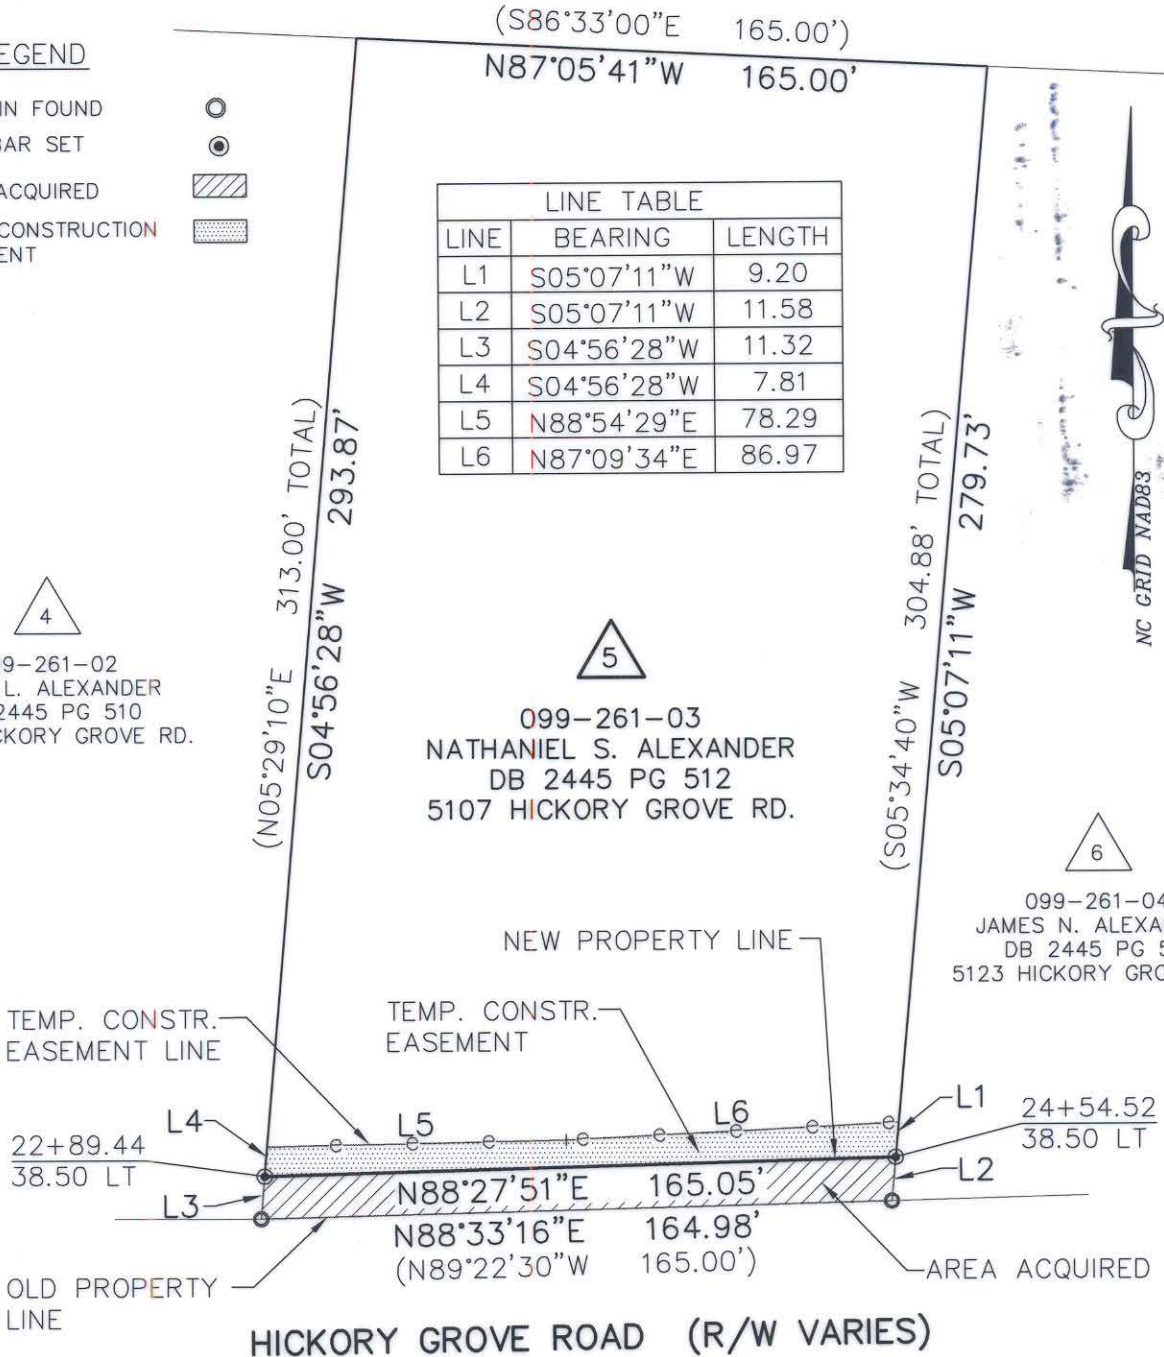 (S86°33'00"E 165.00')
N87°05'41"W 165.00'
EGEND
IN FOUND
BAR SET
ACQUIRED
CONSTRUCTION
ENT
LINE TABLE
LINE BEARING LENGTH
L1 S05°07'11"W 9.20
L2 S05°07'11"W 11.58
L3 S04°56'28"W 11.32
L4 S04°56'28"W 7.81
L5 N88°54'29"E 78.29
L6 N87°09'34"E 86.97
(N05°29'10"E 313.00' TOTAL)
S04°56'28"W 293.87'
(S05°34'40"W 304.88' TOTAL)
S05°07'11"W 279.73'
NC GRID NAD83
4
9-261-02
L. ALEXANDER
2445 PG 510
CKORY GROVE RD.
5
099-261-03
NATHANIEL S. ALEXANDER
DB 2445 PG 512
5107 HICKORY GROVE RD.
6
099-261-04
JAMES N. ALEXA
DB 2445 PG 5
5123 HICKORY GRO
NEW PROPERTY LINE
TEMP. CONSTR.
EASEMENT LINE
TEMP. CONSTR.
EASEMENT
L4
L5
L6
L1
e e e e e e e e
22+89.44
38.50 LT
24+54.52
38.50 LT
L3
L2
N88°27'51"E 165.05'
N88°33'16"E 164.98'
(N89°22'30"W 165.00')
OLD PROPERTY
LINE
AREA ACQUIRED
HICKORY GROVE ROAD (R/W VARIES)